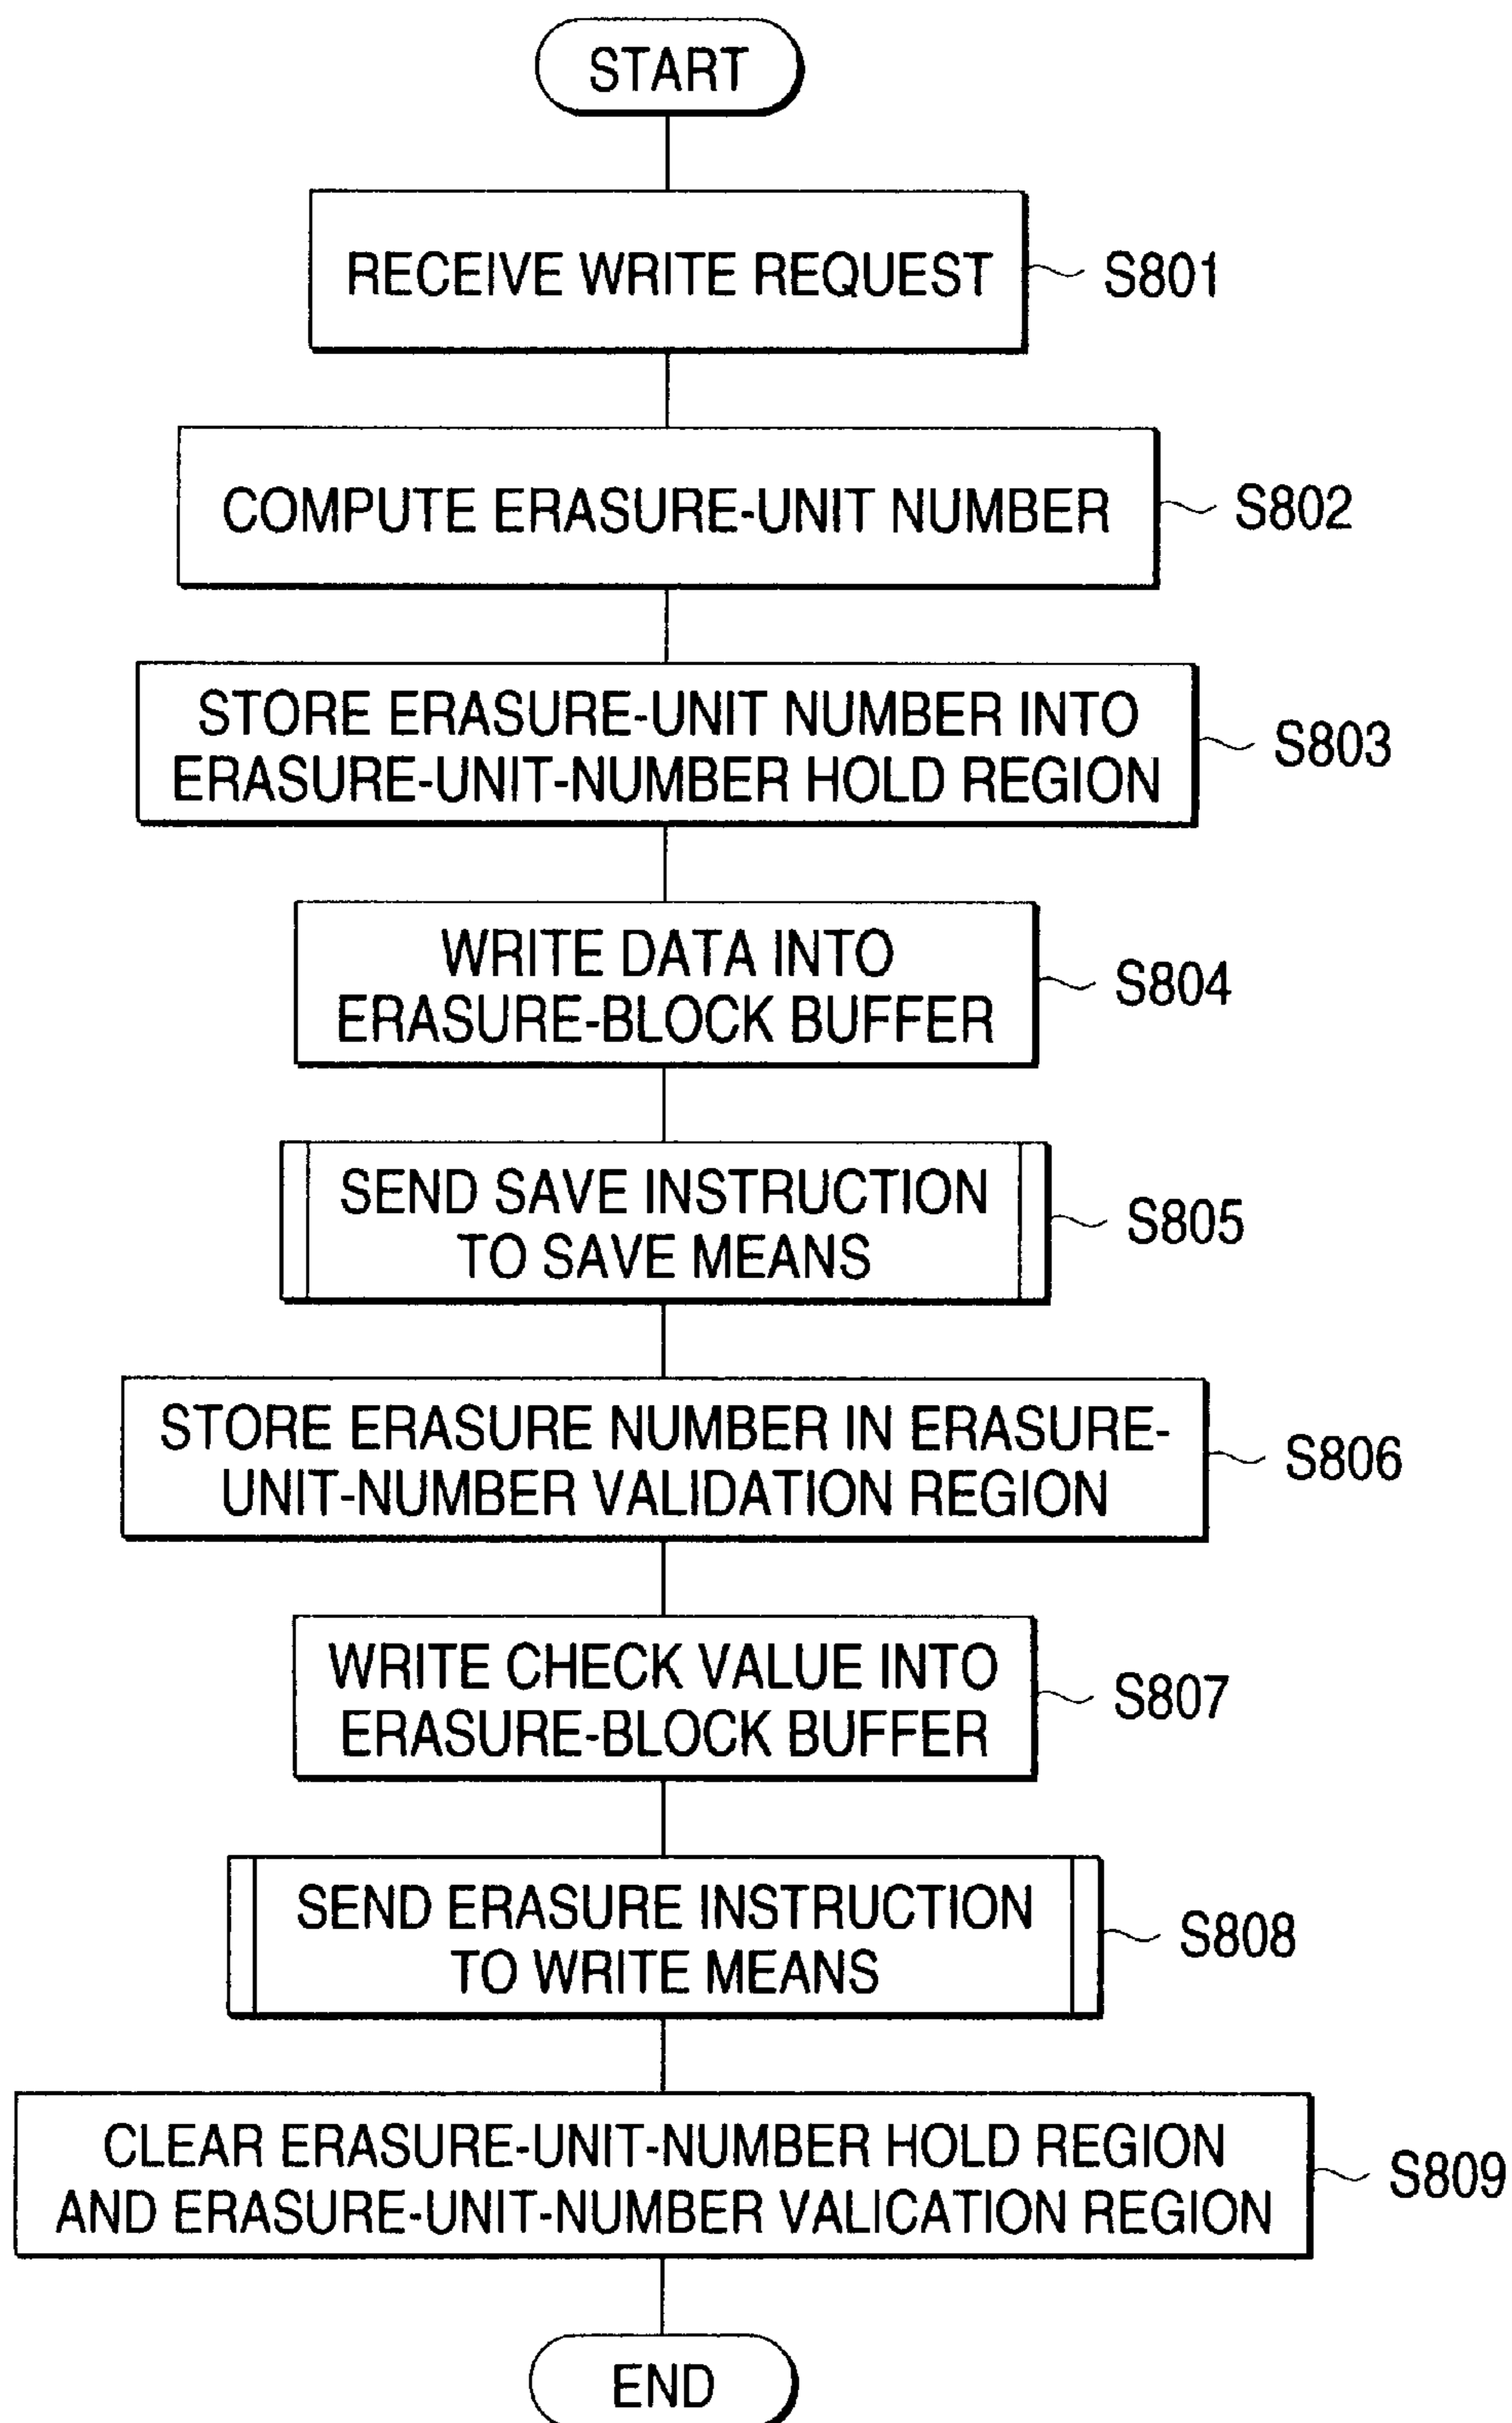 START
RECEIVE WRITE REQUEST
S801
COMPUTE ERASURE-UNIT NUMBER
S802
STORE ERASURE-UNIT NUMBER INTO
ERASURE-UNIT-NUMBER HOLD REGION
S803
WRITE DATA INTO
ERASURE-BLOCK BUFFER
S804
SEND SAVE INSTRUCTION
TO SAVE MEANS
S805
STORE ERASURE NUMBER IN ERASURE-
UNIT-NUMBER VALIDATION REGION
S806
WRITE CHECK VALUE INTO
ERASURE-BLOCK BUFFER
S807
SEND ERASURE INSTRUCTION
TO WRITE MEANS
S808
CLEAR ERASURE-UNIT-NUMBER HOLD REGION
AND ERASURE-UNIT-NUMBER VALICATION REGION
S809
END